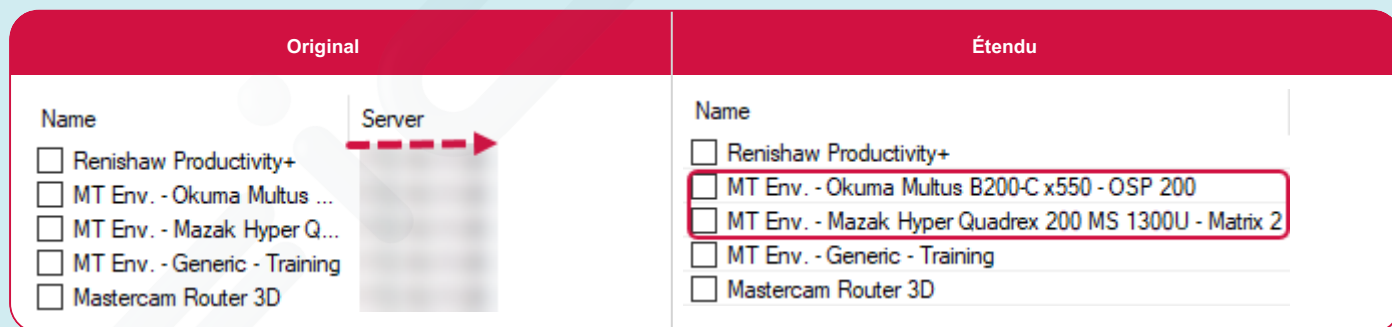 Original
Étendu
Name
Server
Renishaw Productivity+
MT Env. - Okuma Multus ...
MT Env. - Mazak Hyper Q...
MT Env. - Generic - Training
Mastercam Router 3D
Name
Renishaw Productivity+
MT Env. - Okuma Multus B200-C x550 - OSP 200
MT Env. - Mazak Hyper Quadrex 200 MS 1300U - Matrix 2
MT Env. - Generic - Training
Mastercam Router 3D